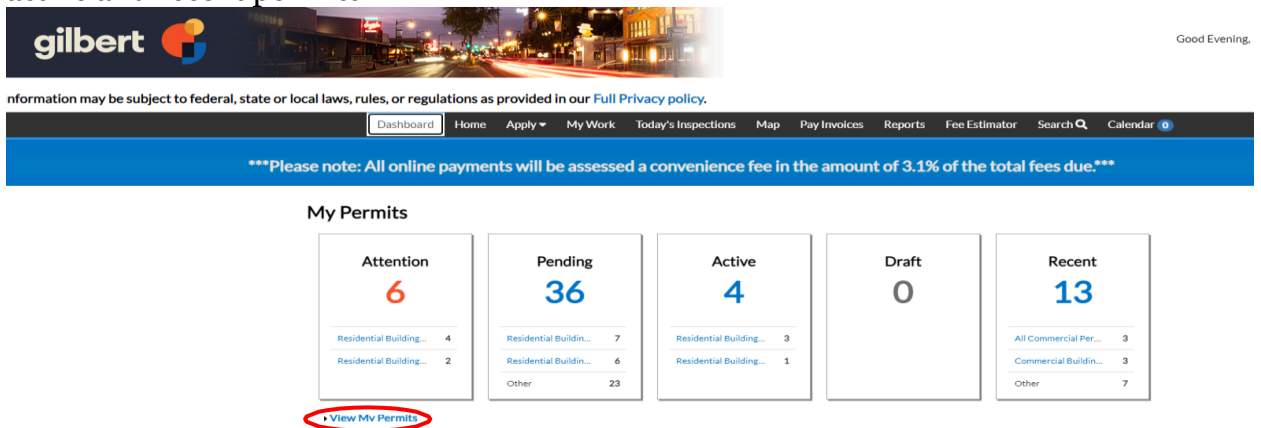 gilbert
Good Evening,
nformation may be subject to federal, state or local laws, rules, or regulations as provided in our Full Privacy policy.
Dashboard Home Apply My Work Today's Inspections Map Pay Invoices Reports Fee Estimator Search Calendar 0
***Please note: All online payments will be assessed a convenience fee in the amount of 3.1% of the total fees due.***
My Permits
Attention
6
Residential Building... 4
Residential Building... 2
Pending
36
Residential Buildin... 7
Residential Buildin... 6
Other 23
Active
4
Residential Building... 3
Residential Building... 1
Draft
0
Recent
13
All Commercial Per... 3
Commercial Buildin... 3
Other 7
View My Permits